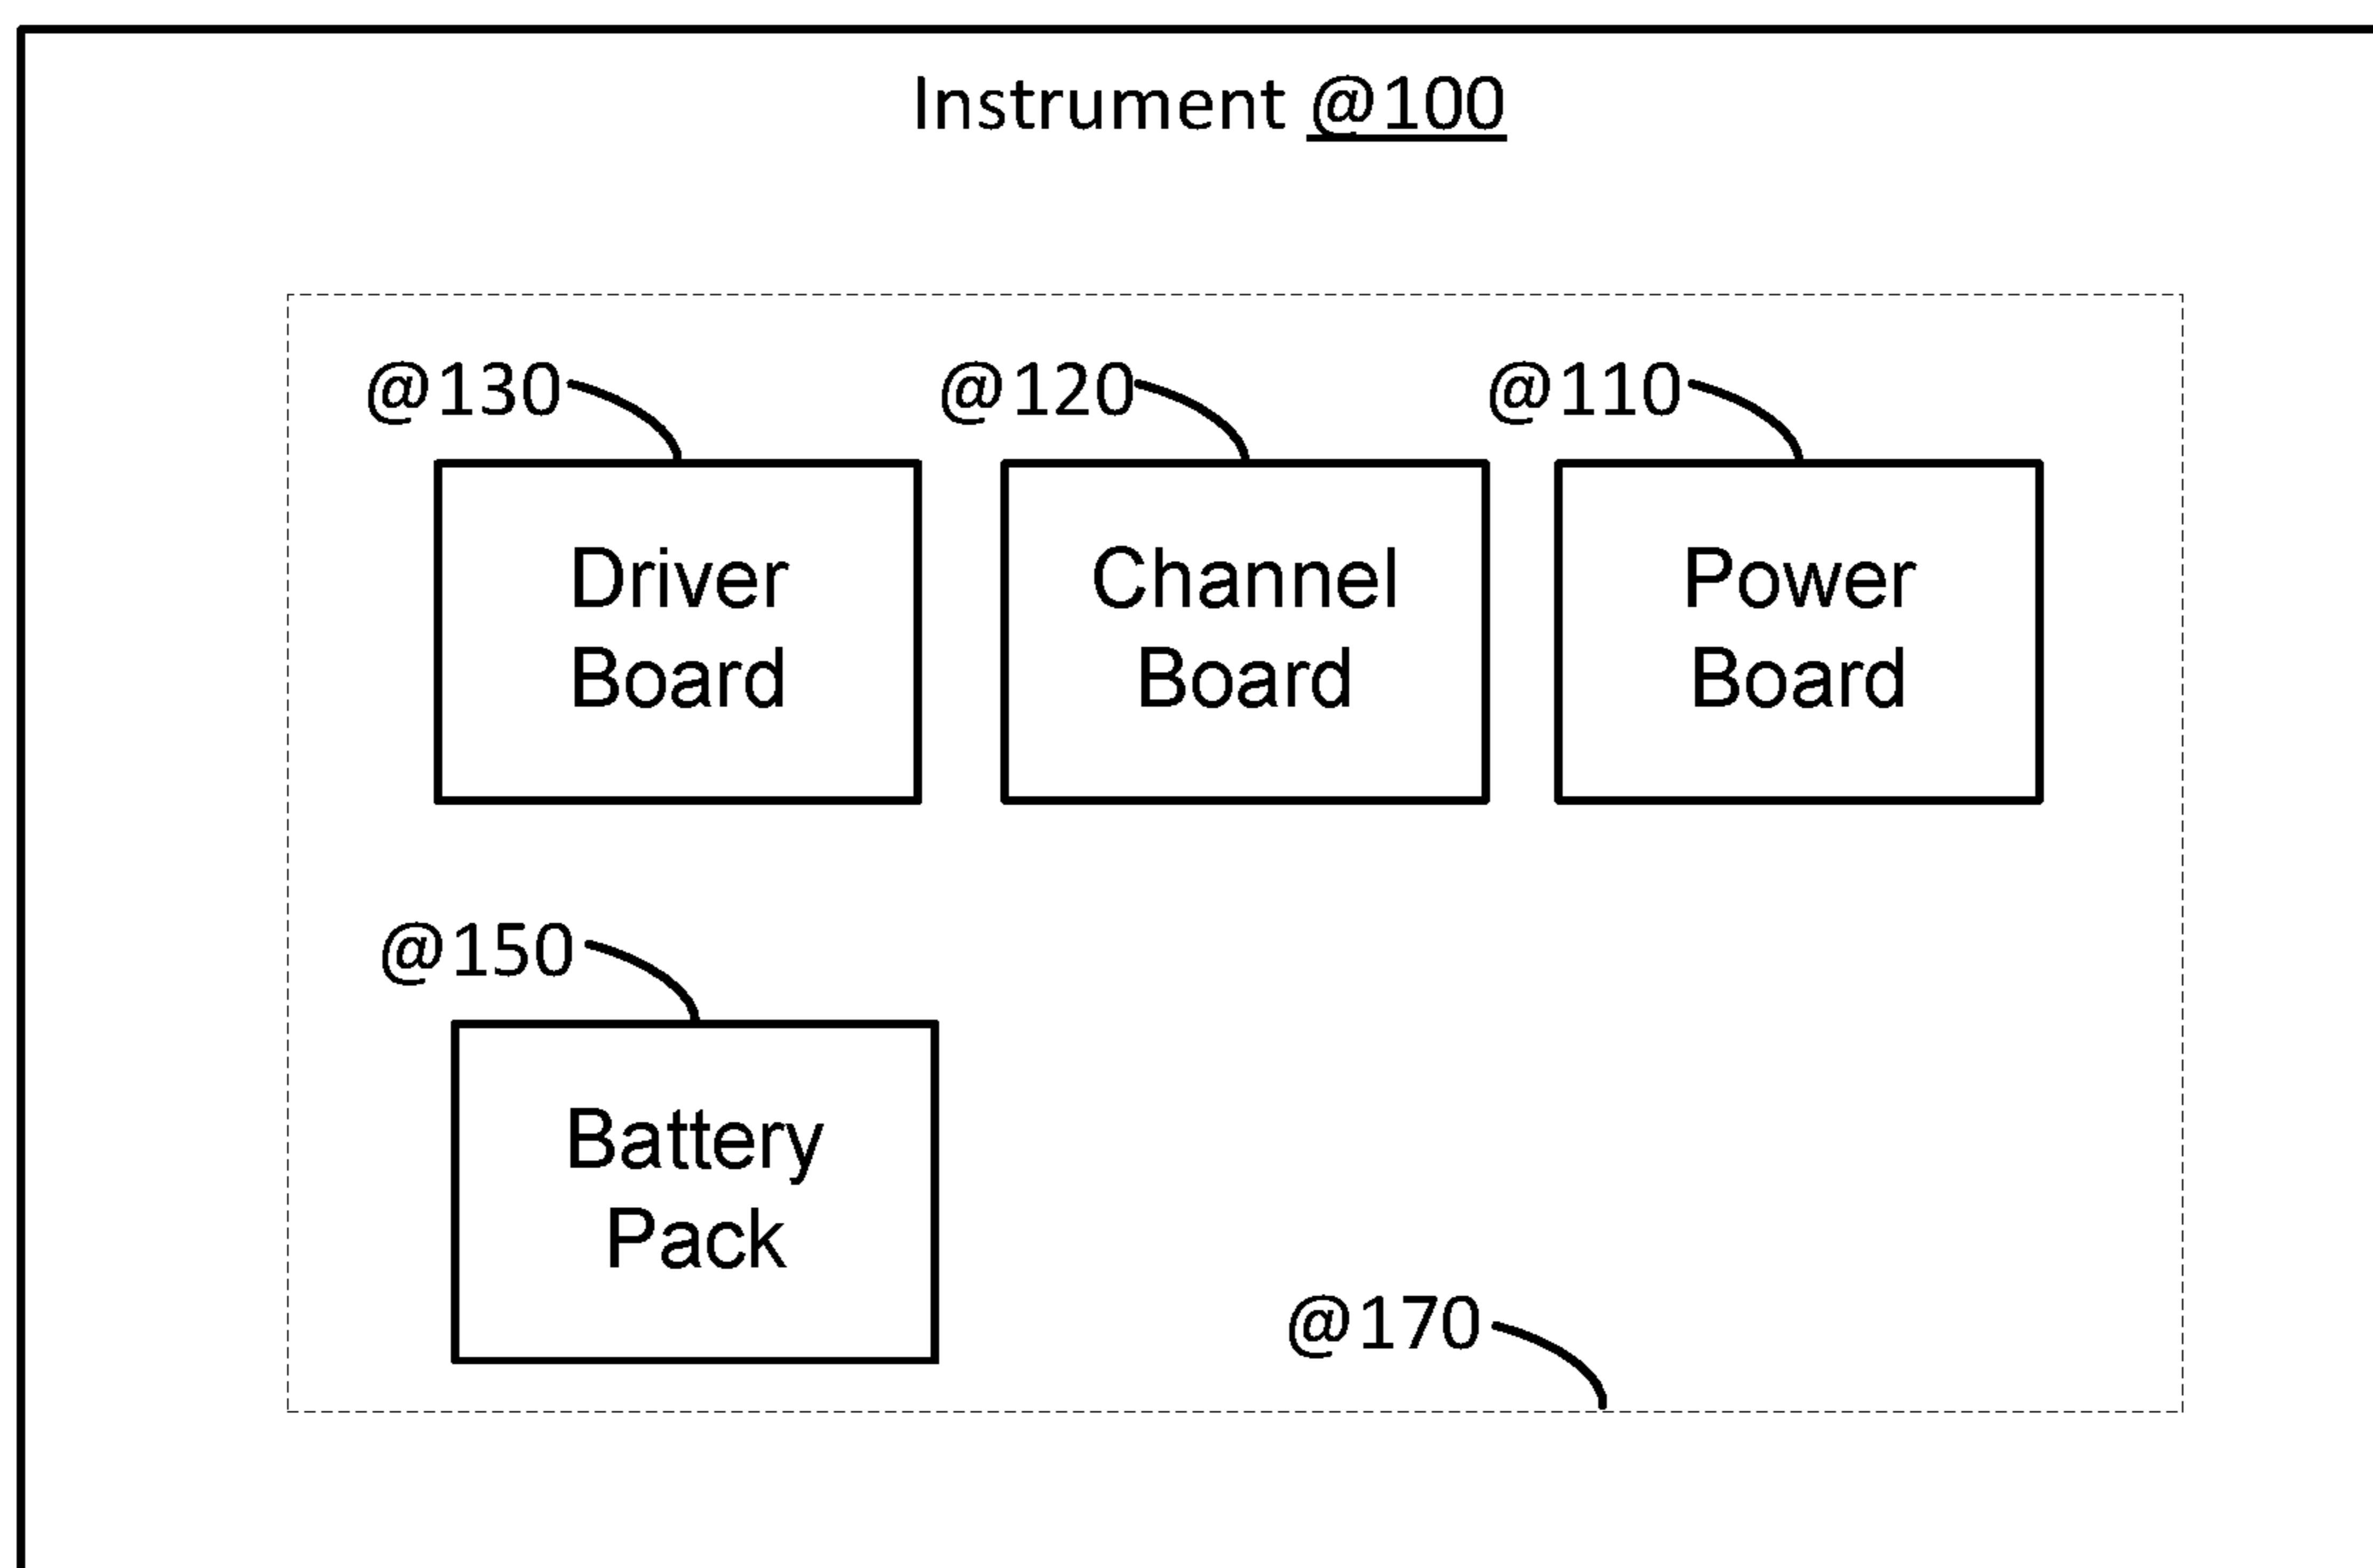 Instrument @100
@130
@120
@110
Driver
Board
Channel
Board
Power
Board
@150
Battery
Pack
@170